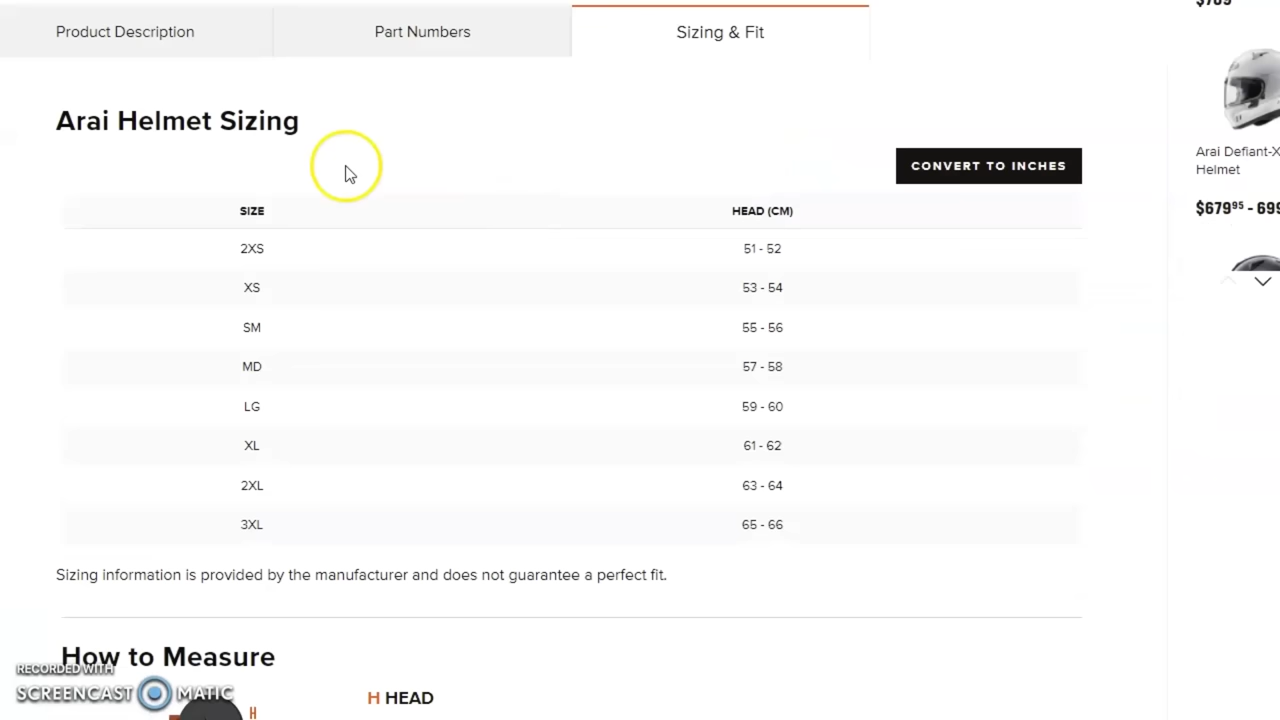 $789
Product Description
Part Numbers
Sizing & Fit
Arai Helmet Sizing
CONVERT TO INCHES
Arai Defiant-X
Helmet
$679⁹⁵ - 699
SIZE HEAD (CM)
2XS 51 - 52
XS 53 - 54
SM 55 - 56
MD 57 - 58
LG 59 - 60
XL 61 - 62
2XL 63 - 64
3XL 65 - 66
Sizing information is provided by the manufacturer and does not guarantee a perfect fit.
How to Measure
RECORDED WITH
SCREENCAST MATIC
H HEAD
H